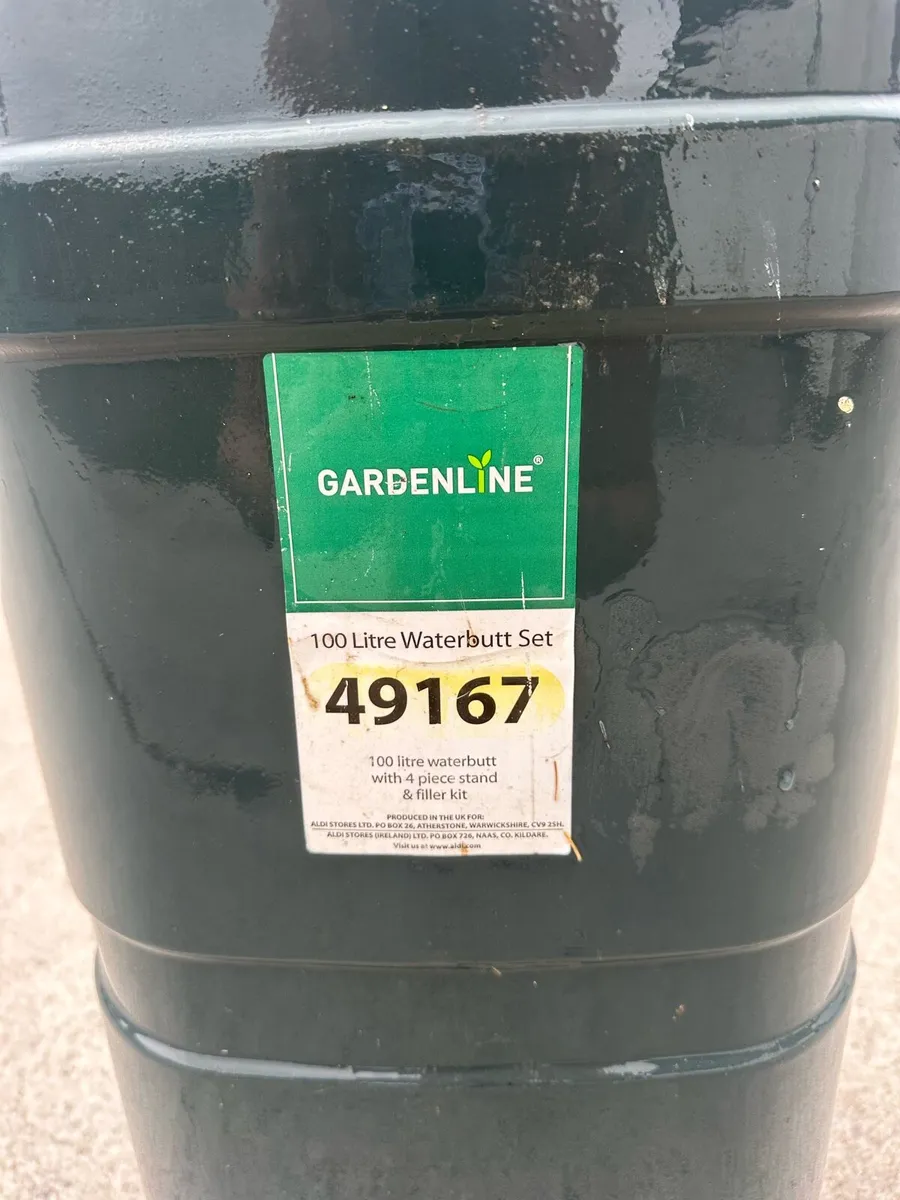 GARDENLINE®
100 Litre Waterbutt Set
49167
100 litre waterbutt
with 4 piece stand
& filler kit
PRODUCED IN THE UK FOR:
ALDI STORES LTD. PO BOX 26, ATHERSTONE, WARWICKSHIRE, CV9 2SH.
ALDI STORES (IRELAND) LTD. PO BOX 726, NAAS, CO. KILDARE.
Visit us at www.aldi.com